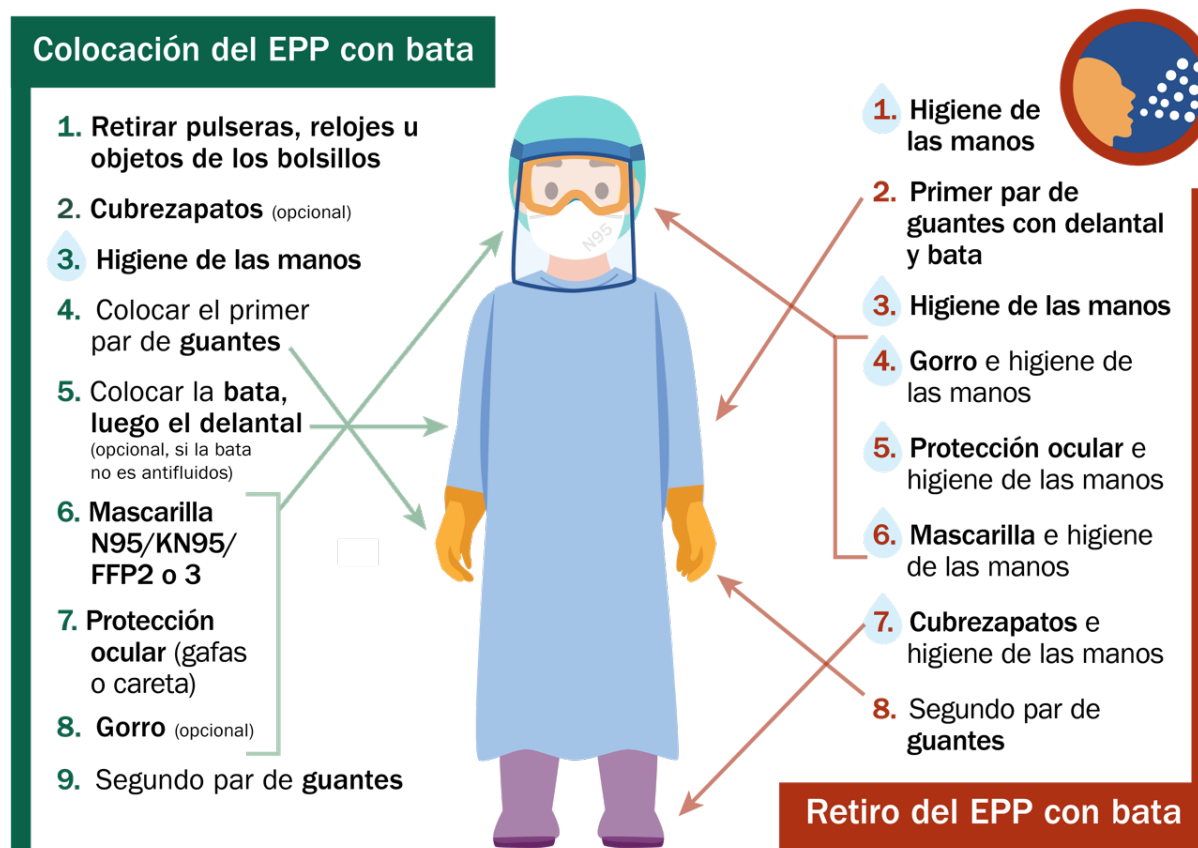 Colocación del EPP con bata
1. Retirar pulseras, relojes u
objetos de los bolsillos
2. Cubrezapatos (opcional)
3. Higiene de las manos
4. Colocar el primer
par de guantes
5. Colocar la bata,
luego el delantal
(opcional, si la bata
no es antifluidos)
6. Mascarilla
N95/KN95/
FFP2 o 3
7. Protección
ocular (gafas
o careta)
8. Gorro (opcional)
9. Segundo par de guantes
N95
1. Higiene de
las manos
2. Primer par de
guantes con delantal
y bata
3. Higiene de las manos
4. Gorro e higiene de
las manos
5. Protección ocular e
higiene de las manos
6. Mascarilla e higiene
de las manos
7. Cubrezapatos e
higiene de las manos
8. Segundo par de
guantes
Retiro del EPP con bata